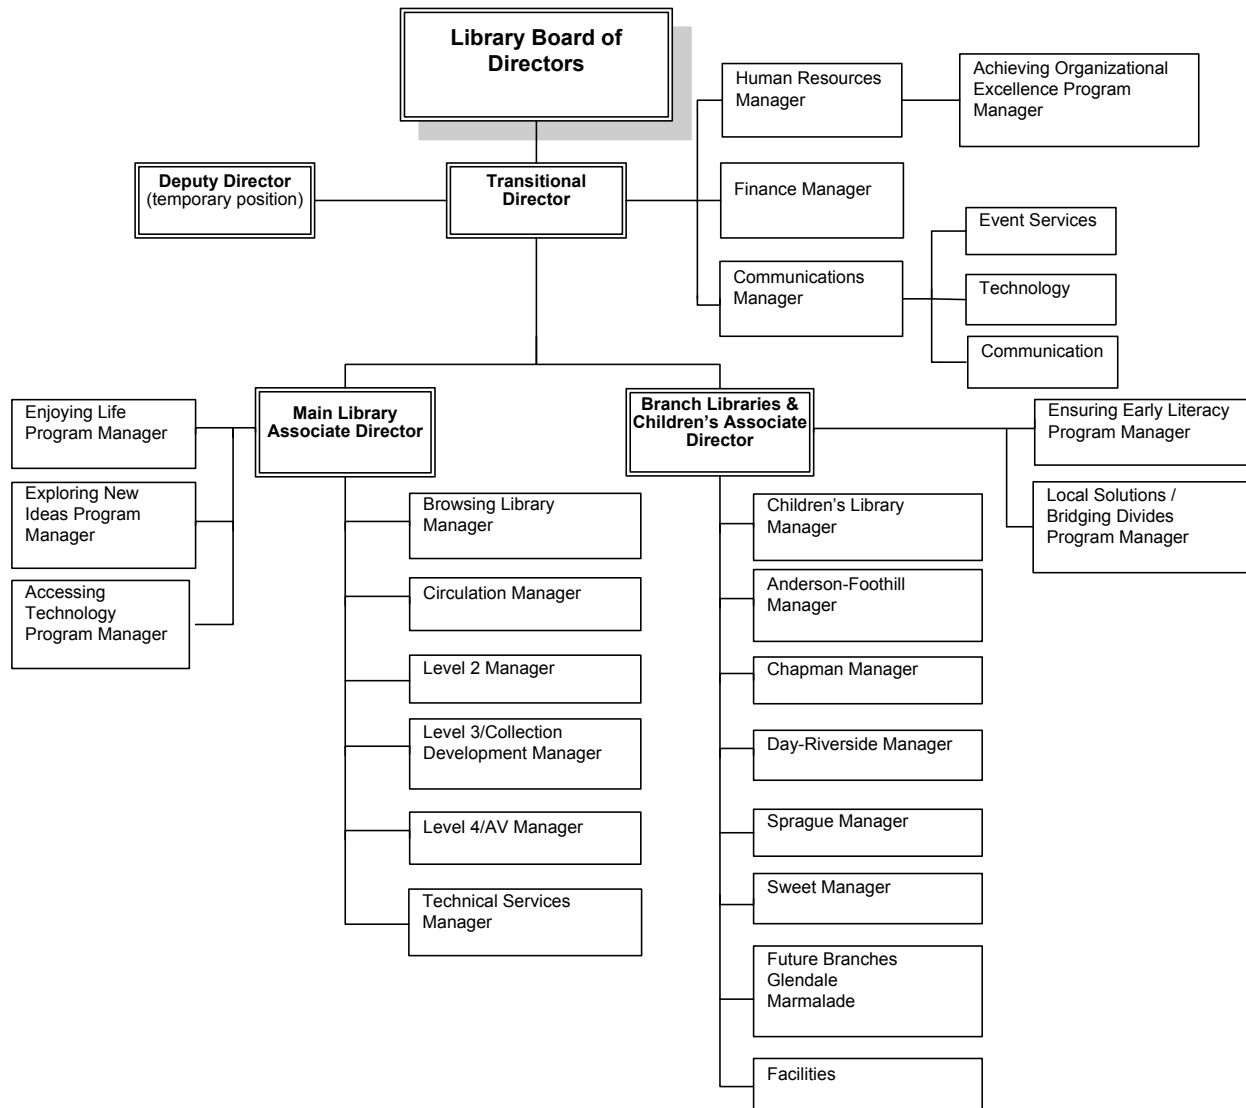 Library Board of
Directors
Human Resources
Manager
Achieving Organizational
Excellence Program
Manager
Deputy Director
(temporary position)
Transitional
Director
Finance Manager
Event Services
Communications
Manager
Technology
Communication
Enjoying Life
Program Manager
Main Library
Associate Director
Branch Libraries &
Children’s Associate
Director
Ensuring Early Literacy
Program Manager
Exploring New
Ideas Program
Manager
Local Solutions /
Bridging Divides
Program Manager
Accessing
Technology
Program Manager
Browsing Library
Manager
Circulation Manager
Level 2 Manager
Level 3/Collection
Development Manager
Level 4/AV Manager
Technical Services
Manager
Children’s Library
Manager
Anderson-Foothill
Manager
Chapman Manager
Day-Riverside Manager
Sprague Manager
Sweet Manager
Future Branches
Glendale
Marmalade
Facilities